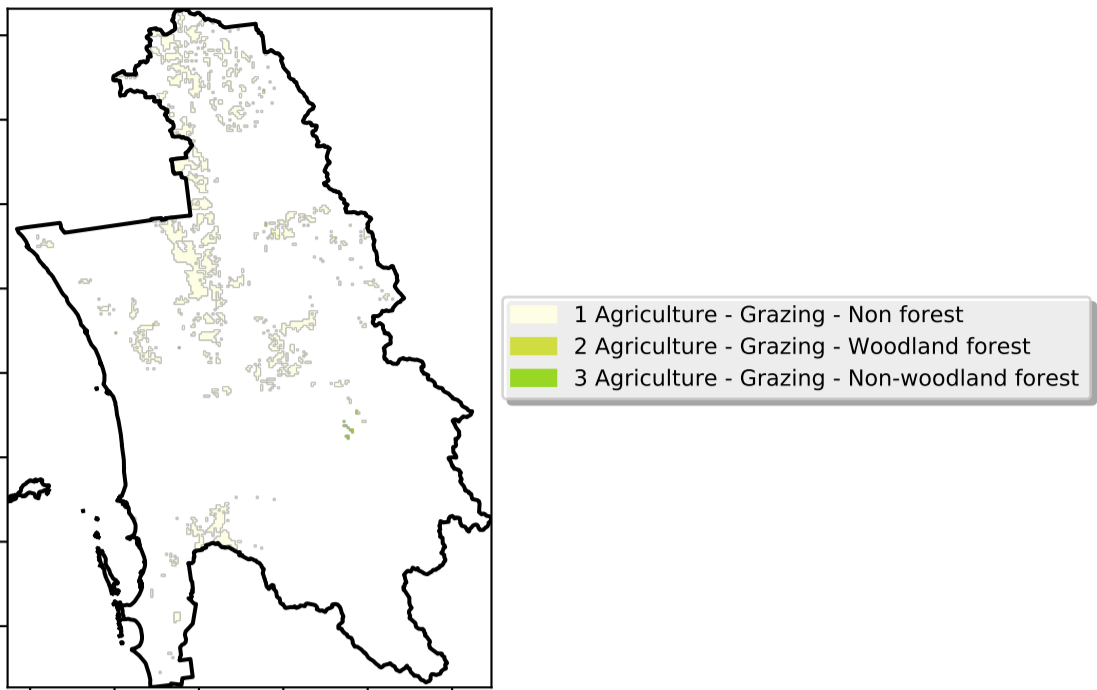 1 Agriculture - Grazing - Non forest
2 Agriculture - Grazing - Woodland forest
3 Agriculture - Grazing - Non-woodland forest